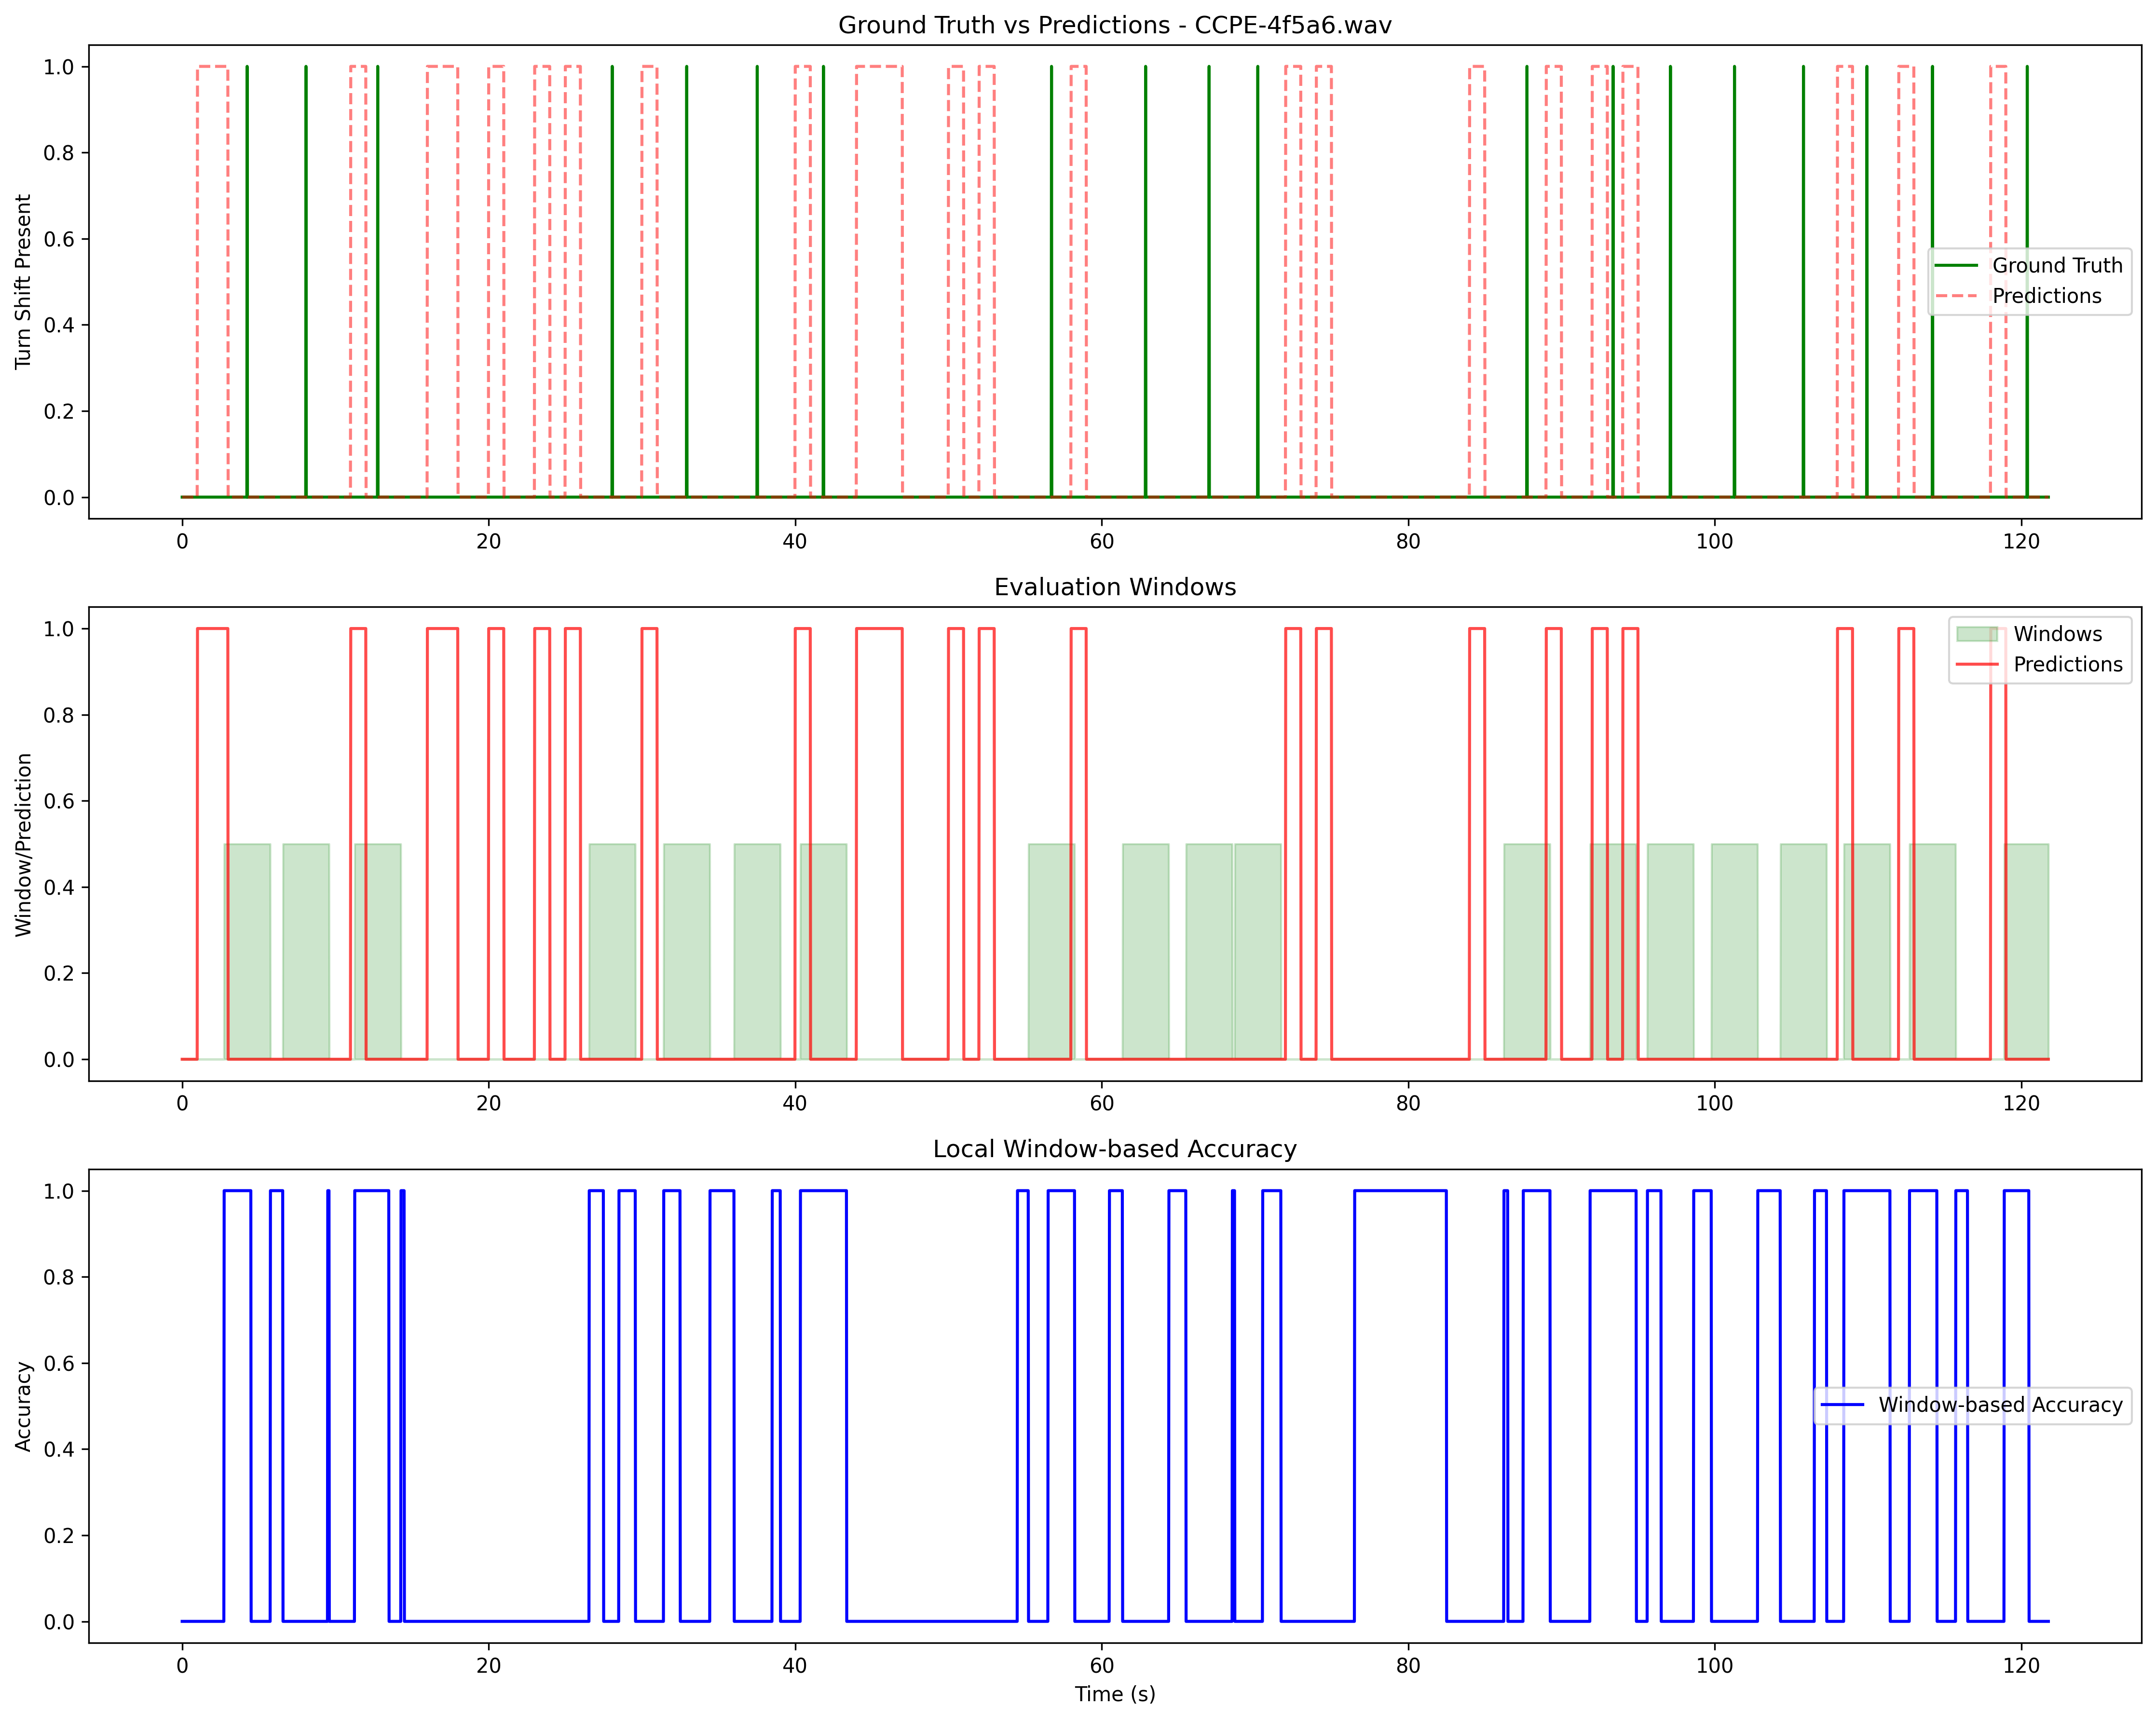 Ground Truth vs Predictions - CCPE-4f5a6.wav
Turn Shift Present
1.0
0.8
0.6
0.4
0.2
0.0
Ground Truth
Predictions
0 20 40 60 80 100 120
Evaluation Windows
Window/Prediction
1.0
0.8
0.6
0.4
0.2
0.0
Windows
Predictions
0 20 40 60 80 100 120
Local Window-based Accuracy
Accuracy
1.0
0.8
0.6
0.4
0.2
0.0
Window-based Accuracy
0 20 40 60 80 100 120
Time (s)